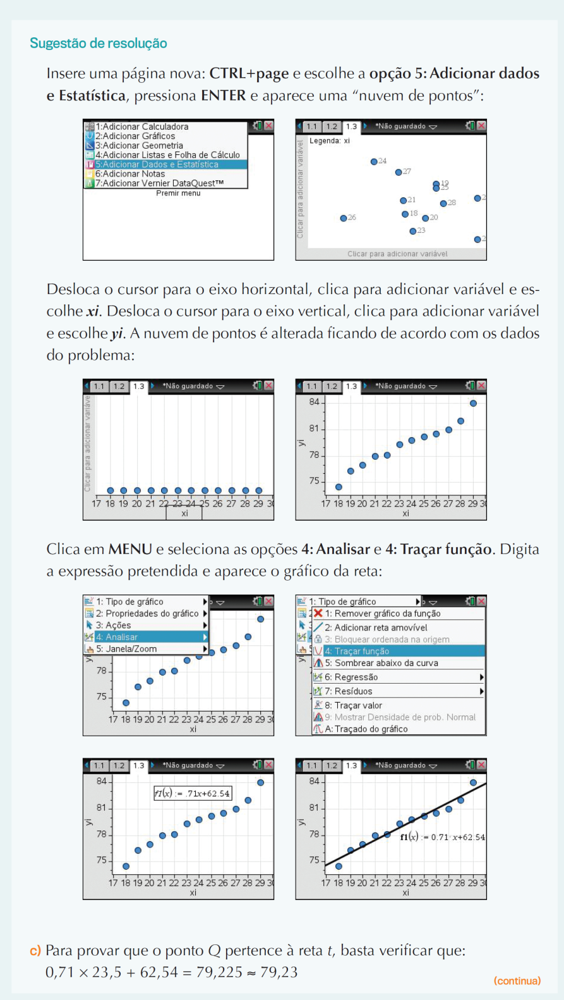 Sugestão de resolução
Insere uma página nova: CTRL+page e escolhe a opção 5: Adicionar dados
e Estatística, pressiona ENTER e aparece uma “nuvem de pontos”:
1:Adicionar Calculadora
2:Adicionar Gráficos
3:Adicionar Geometria
4:Adicionar Listas e Folha de Cálculo
5:Adicionar Dados e Estatística
6:Adicionar Notas
7:Adicionar Vernier DataQuest™
Premir menu
1.1 1.2 1.3 *Não guardado
Legenda: xi
Clicar para adicionar variável
24
27
19
25
2
21
28
18
20
26
23
2
Clicar para adicionar variável
Desloca o cursor para o eixo horizontal, clica para adicionar variável e es-
colhe xi. Desloca o cursor para o eixo vertical, clica para adicionar variável
e escolhe yi. A nuvem de pontos é alterada ficando de acordo com os dados
do problema:
1.1 1.2 1.3 *Não guardado
Clicar para adicionar variáve
17 18 19 20 21 22 23 24 25 26 27 28 29 30
xi
1.1 1.2 1.3 *Não guardado
84
81
yi
78
75
17 18 19 20 21 22 23 24 25 26 27 28 29 30
xi
Clica em MENU e seleciona as opções 4: Analisar e 4: Traçar função. Digita
a expressão pretendida e aparece o gráfico da reta:
1: Tipo de gráfico
2: Propriedades do gráfico
3: Ações
4: Analisar
5: Janela/Zoom
yi
78
75
17 18 19 20 21 22 23 24 25 26 27 28 29 30
xi
1: Tipo de gráfico
1: Remover gráfico da função
2: Adicionar reta amovível
3: Bloquear ordenada na origem
4: Traçar função
5: Sombrear abaixo da curva
6: Regressão
7: Resíduos
8: Traçar valor
9: Mostrar Densidade de prob. Normal
A: Traçado do gráfico
1.1 1.2 1.3 *Não guardado
84
f1(x) := .71x+62.54
81
yi
78
75
17 18 19 20 21 22 23 24 25 26 27 28 29 30
xi
1.1 1.2 1.3 *Não guardado
84
81
yi
78
f1(x) := 0.71·x+62.54
75
17 18 19 20 21 22 23 24 25 26 27 28 29 30
xi
c) Para provar que o ponto Q pertence à reta t, basta verificar que:
0,71 × 23,5 + 62,54 = 79,225 ≈ 79,23
(continua)